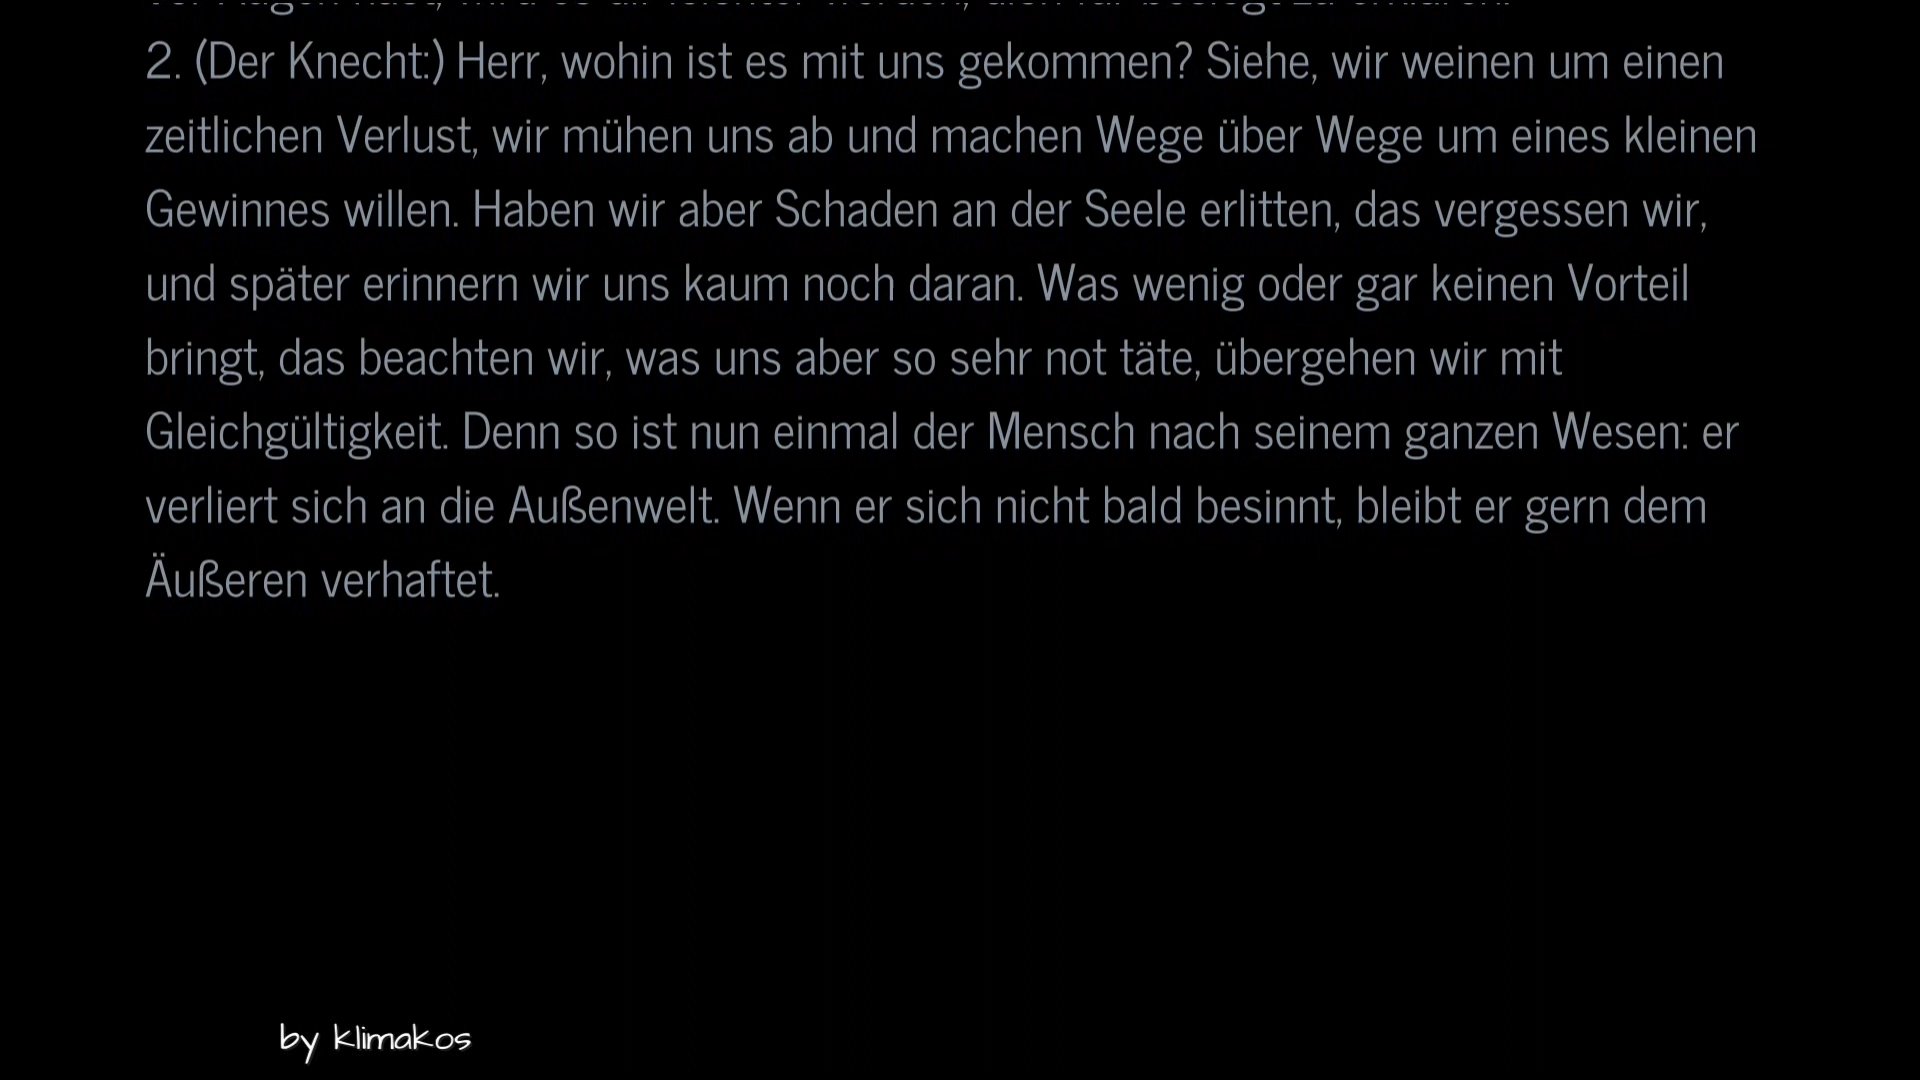 2. (Der Knecht:) Herr, wohin ist es mit uns gekommen? Siehe, wir weinen um einen
zeitlichen Verlust, wir mühen uns ab und machen Wege über Wege um eines kleinen
Gewinnes willen. Haben wir aber Schaden an der Seele erlitten, das vergessen wir,
und später erinnern wir uns kaum noch daran. Was wenig oder gar keinen Vorteil
bringt, das beachten wir, was uns aber so sehr not täte, übergehen wir mit
Gleichgültigkeit. Denn so ist nun einmal der Mensch nach seinem ganzen Wesen: er
verliert sich an die Außenwelt. Wenn er sich nicht bald besinnt, bleibt er gern dem
Äußeren verhaftet.
by klimakos